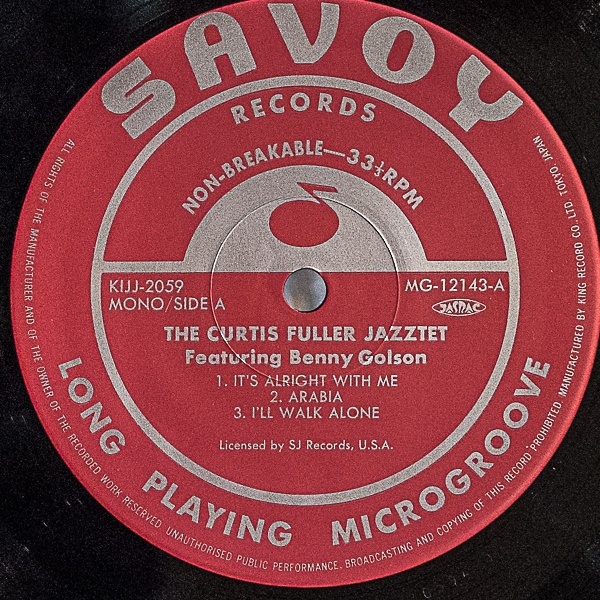 SAVOY
RECORDS
NON-BREAKABLE—33⅓RPM
KIJJ-2059
MONO/SIDE A
MG-12143-A
JASRAC
THE CURTIS FULLER JAZZTET
Featuring Benny Golson
1. IT'S ALRIGHT WITH ME
2. ARABIA
3. I'LL WALK ALONE
Licensed by SJ Records, U.S.A.
LONG PLAYING MICROGROOVE
ALL RIGHTS OF THE MANUFACTURER AND OF THE OWNER OF THE RECORDED WORK RESERVED. UNAUTHORISED PUBLIC PERFORMANCE, BROADCASTING AND COPYING OF THIS RECORD PROHIBITED. MANUFACTURED BY KING RECORD CO., LTD. TOKYO, JAPAN